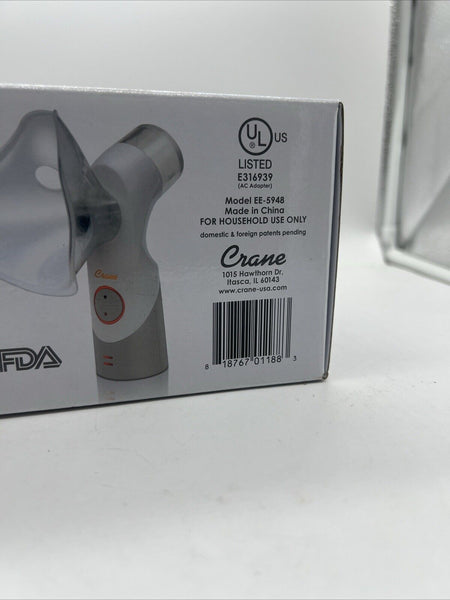 UL® US
LISTED
E316939
(AC Adapter)
Model EE-5948
Made in China
FOR HOUSEHOLD USE ONLY
domestic & foreign patents pending
Crane
1015 Hawthorn Dr,
Itasca, IL 60143
www.crane-usa.com
8 18767 01188 3
Crane
FDA